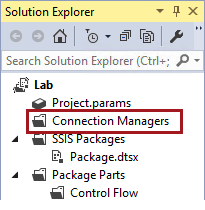 Solution Explorer
Search Solution Explorer (Ctrl+;
Lab
Project.params
Connection Managers
SSIS Packages
Package.dtsx
Package Parts
Control Flow